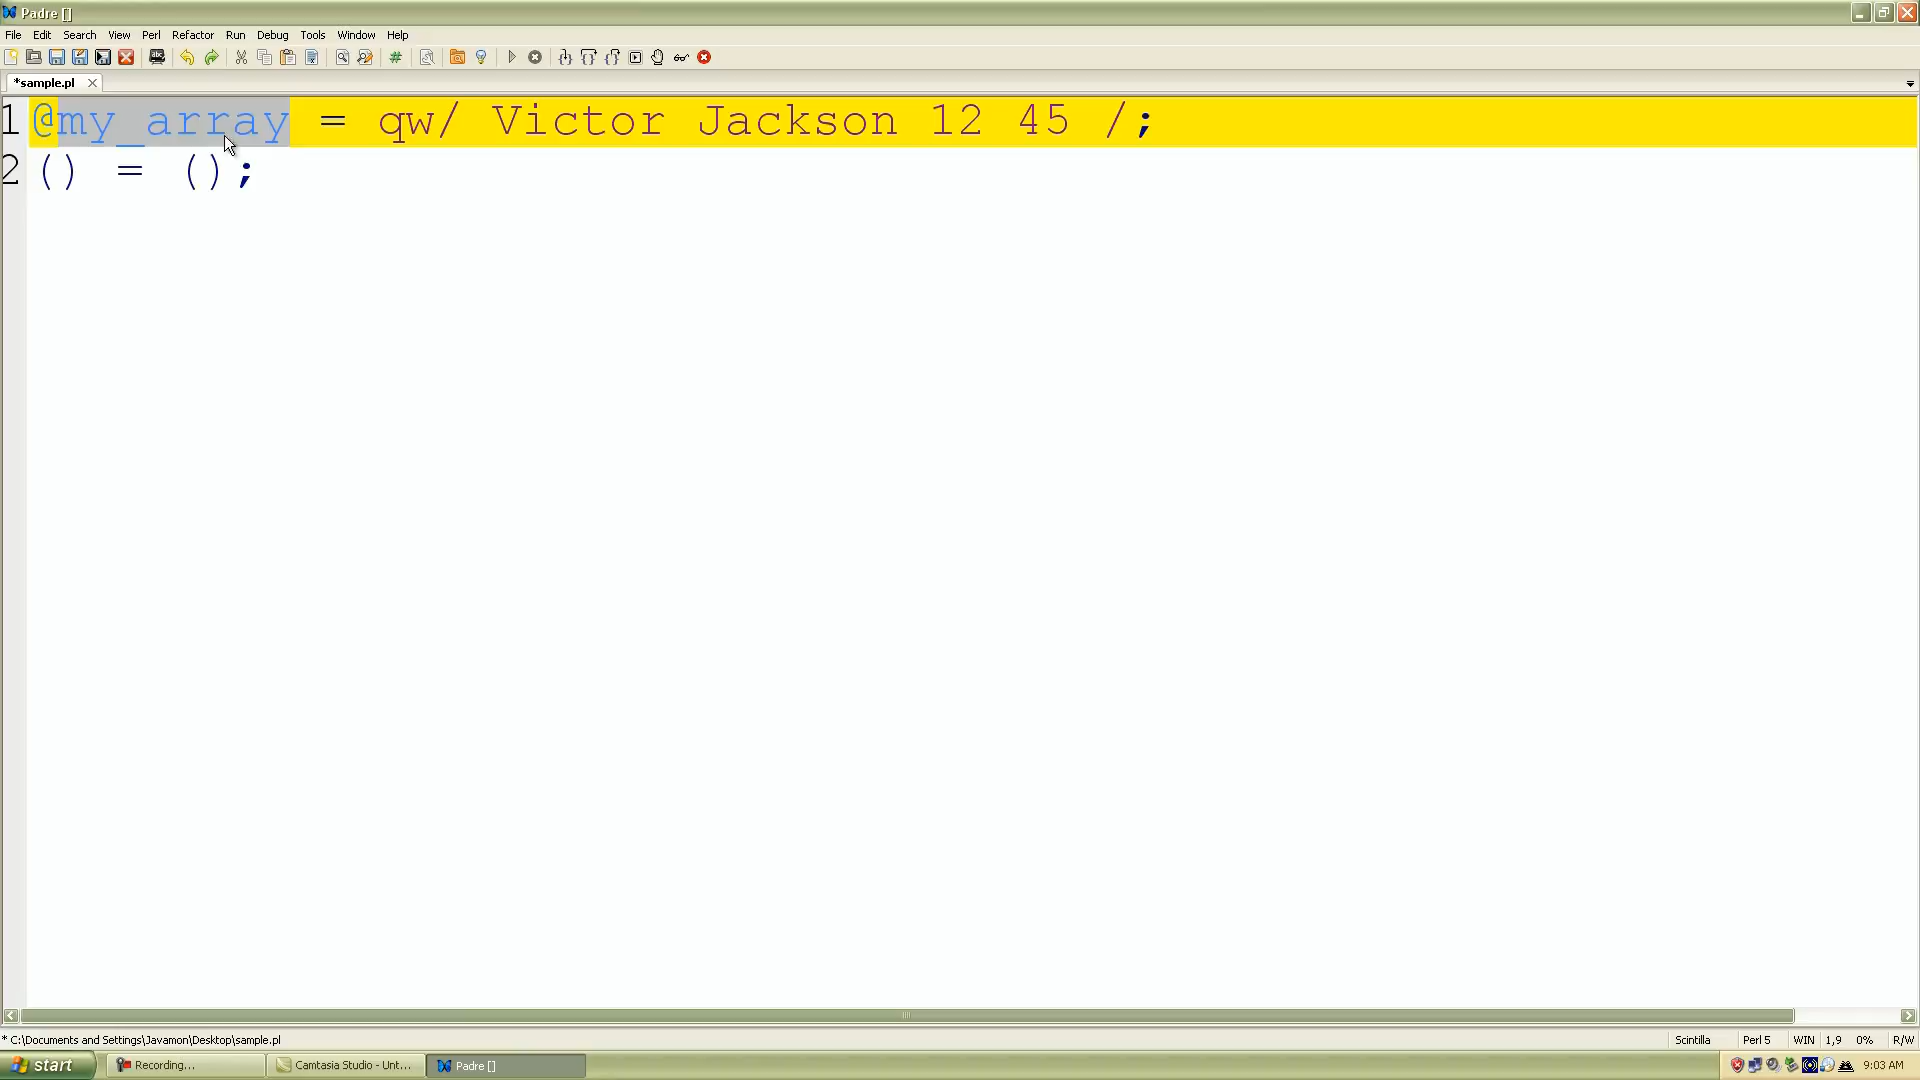 Padre []
File Edit Search View Perl Refactor Run Debug Tools Window Help
*sample.pl
1 @my_array = qw/ Victor Jackson 12 45 /;
2 () = ();
* C:\Documents and Settings\Javamon\Desktop\sample.pl Scintilla Perl 5 WIN 1,9 0% R/W
start Recording... Camtasia Studio - Unt... Padre [] 9:03 AM